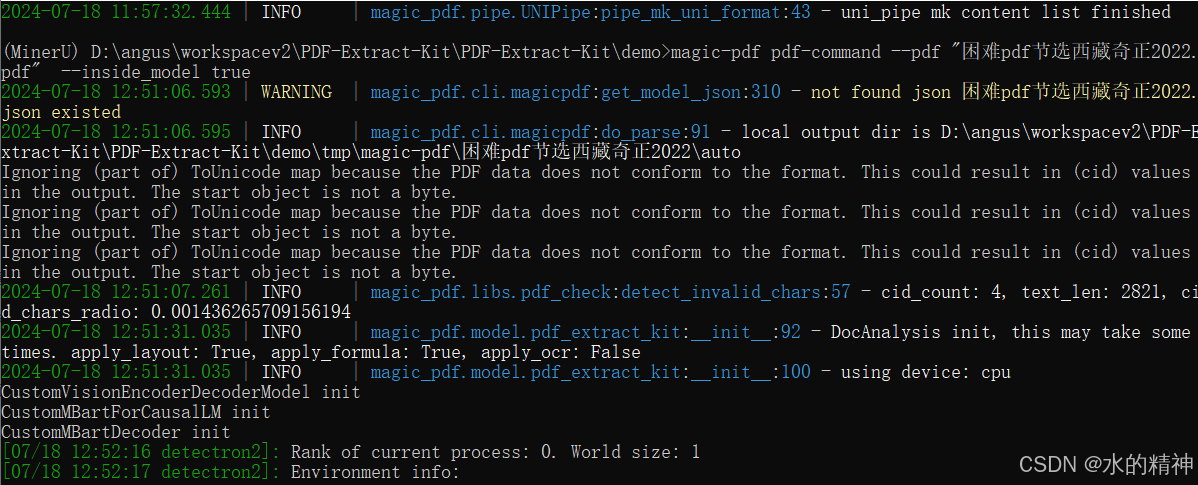 2024-07-18 11:57:32.444 | INFO     | magic_pdf.pipe.UNIPipe:pipe_mk_uni_format:43 - uni_pipe mk content list finished
(MinerU) D:\angus\workspacev2\PDF-Extract-Kit\PDF-Extract-Kit\demo>magic-pdf pdf-command --pdf "困难pdf节选西藏奇正2022.
pdf"  --inside_model true
2024-07-18 12:51:06.593 | WARNING  | magic_pdf.cli.magicpdf:get_model_json:310 - not found json 困难pdf节选西藏奇正2022.
json existed
2024-07-18 12:51:06.595 | INFO     | magic_pdf.cli.magicpdf:do_parse:91 - local output dir is D:\angus\workspacev2\PDF-E
xtract-Kit\PDF-Extract-Kit\demo\tmp\magic-pdf\困难pdf节选西藏奇正2022\auto
Ignoring (part of) ToUnicode map because the PDF data does not conform to the format. This could result in (cid) values
in the output. The start object is not a byte.
Ignoring (part of) ToUnicode map because the PDF data does not conform to the format. This could result in (cid) values
in the output. The start object is not a byte.
Ignoring (part of) ToUnicode map because the PDF data does not conform to the format. This could result in (cid) values
in the output. The start object is not a byte.
2024-07-18 12:51:07.261 | INFO     | magic_pdf.libs.pdf_check:detect_invalid_chars:57 - cid_count: 4, text_len: 2821, ci
d_chars_radio: 0.001436265709156194
2024-07-18 12:51:31.035 | INFO     | magic_pdf.model.pdf_extract_kit:__init__:92 - DocAnalysis init, this may take some
times. apply_layout: True, apply_formula: True, apply_ocr: False
2024-07-18 12:51:31.035 | INFO     | magic_pdf.model.pdf_extract_kit:__init__:100 - using device: cpu
CustomVisionEncoderDecoderModel init
CustomMBartForCausalLM init
CustomMBartDecoder init
[07/18 12:52:16 detectron2]: Rank of current process: 0. World size: 1
[07/18 12:52:17 detectron2]: Environment info:
CSDN @水的精神